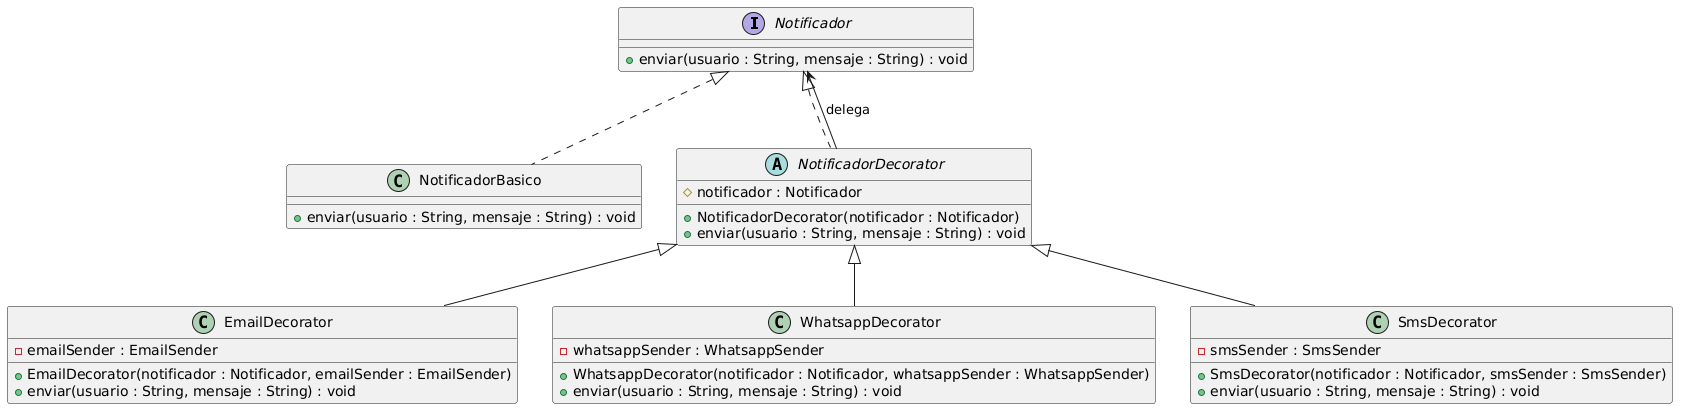 I Notificador
enviar(usuario : String, mensaje : String) : void
delega
C NotificadorBasico
enviar(usuario : String, mensaje : String) : void
A NotificadorDecorator
notificador : Notificador
NotificadorDecorator(notificador : Notificador)
enviar(usuario : String, mensaje : String) : void
C EmailDecorator
emailSender : EmailSender
EmailDecorator(notificador : Notificador, emailSender : EmailSender)
enviar(usuario : String, mensaje : String) : void
C WhatsappDecorator
whatsappSender : WhatsappSender
WhatsappDecorator(notificador : Notificador, whatsappSender : WhatsappSender)
enviar(usuario : String, mensaje : String) : void
C SmsDecorator
smsSender : SmsSender
SmsDecorator(notificador : Notificador, smsSender : SmsSender)
enviar(usuario : String, mensaje : String) : void